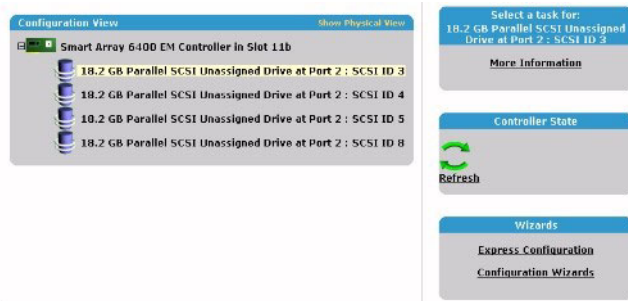 Configuration View
Show Physical View
Smart Array 6400 EM Controller in Slot 11b
18.2 GB Parallel SCSI Unassigned Drive at Port 2 : SCSI ID 3
18.2 GB Parallel SCSI Unassigned Drive at Port 2 : SCSI ID 4
18.2 GB Parallel SCSI Unassigned Drive at Port 2 : SCSI ID 5
18.2 GB Parallel SCSI Unassigned Drive at Port 2 : SCSI ID 8
Select a task for:
18.2 GB Parallel SCSI Unassigned
Drive at Port 2 : SCSI ID 3
More Information
Controller State
Refresh
Wizards
Express Configuration
Configuration Wizards